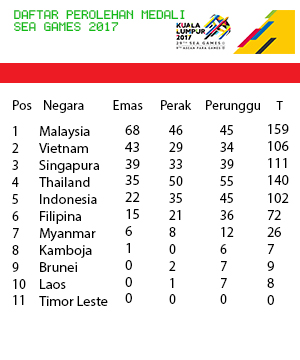 DAFTAR PEROLEHAN MEDALI
SEA GAMES 2017
KUALA
LUMPUR
2017
29TH SEA GAMES
9TH ASEAN PARA GAMES
Pos Negara Emas Perak Perunggu T
1 Malaysia 68 46 45 159
2 Vietnam 43 29 34 106
3 Singapura 39 33 39 111
4 Thailand 35 50 55 140
5 Indonesia 22 35 45 102
6 Filipina 15 21 36 72
7 Myanmar 6 8 12 26
8 Kamboja 1 0 6 7
9 Brunei 0 2 7 9
10 Laos 0 1 7 8
11 Timor Leste 0 0 0 0